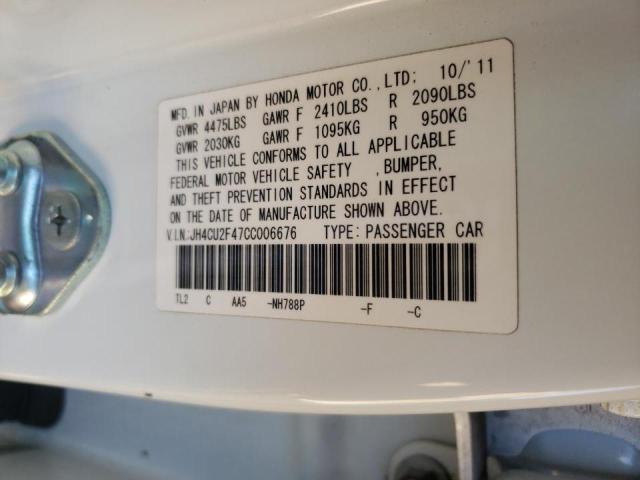 MFD. IN JAPAN BY HONDA MOTOR CO.,LTD; 10/'11
GVWR 4475LBS GAWR F 2410LBS R 2090LBS
GVWR 2030KG GAWR F 1095KG R 950KG
THIS VEHICLE CONFORMS TO ALL APPLICABLE
FEDERAL MOTOR VEHICLE SAFETY ,BUMPER,
AND THEFT PREVENTION STANDARDS IN EFFECT
ON THE DATE OF MANUFACTURE SHOWN ABOVE.
V.I.N:JH4CU2F47CC006676 TYPE: PASSENGER CAR
TL2 C AA5 -NH788P -F -C